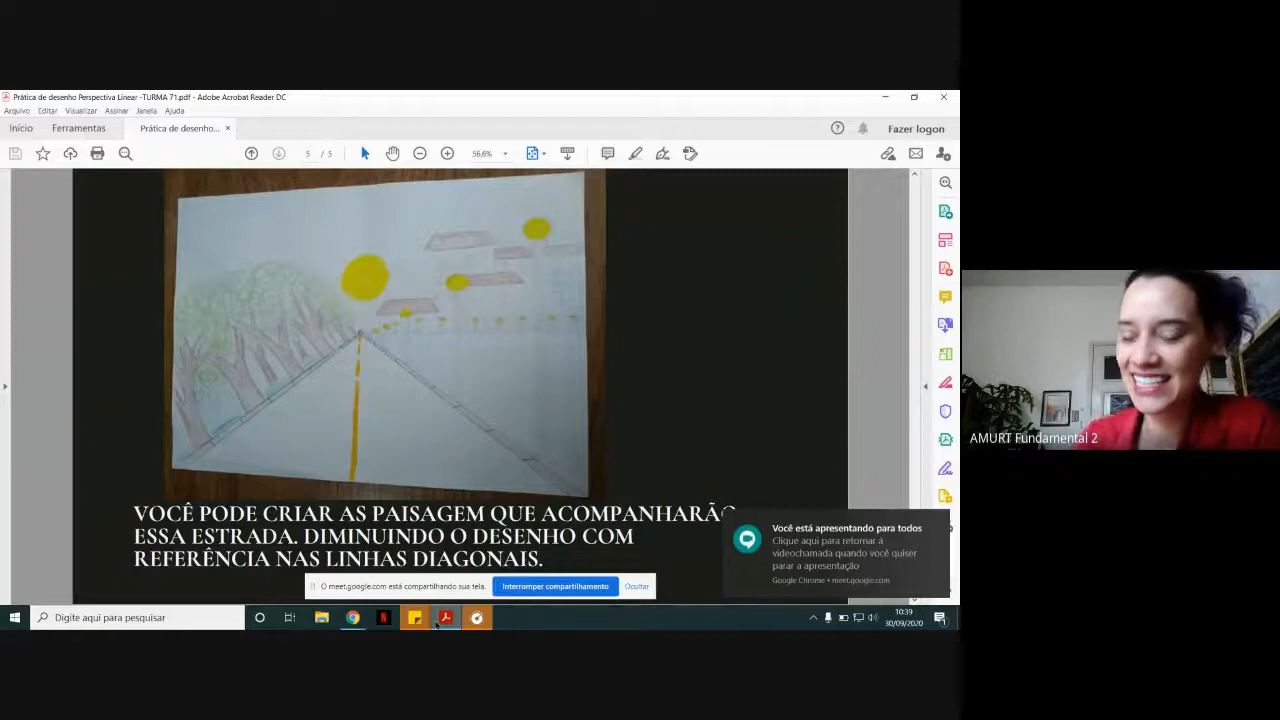 Prática de desenho Perspectiva Linear -TURMA 71.pdf - Adobe Acrobat Reader DC
Arquivo Editar Visualizar Assinar Janela Ajuda
Início Ferramentas Prática de desenho... × Fazer logon
5 / 5 56,6%
VOCÊ PODE CRIAR AS PAISAGEM QUE ACOMPANHARÃO
ESSA ESTRADA. DIMINUINDO O DESENHO COM
REFERÊNCIA NAS LINHAS DIAGONAIS.
Você está apresentando para todos
Clique aqui para retornar à
videochamada quando você quiser
parar a apresentação
Google Chrome • meet.google.com
O meet.google.com está compartilhando sua tela. Interromper compartilhamento Ocultar
Digite aqui para pesquisar
10:39
30/09/2020
AMURT Fundamental 2